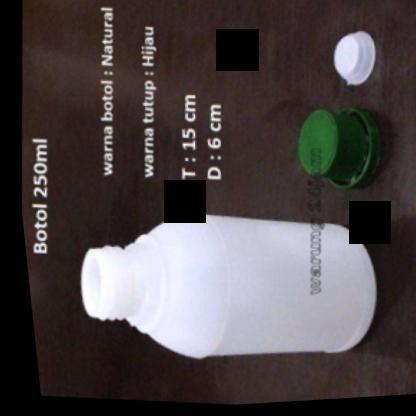 Botol 250ml
warna botol : Natural
warna tutup : Hijau
T : 15 cm
D : 6 cm